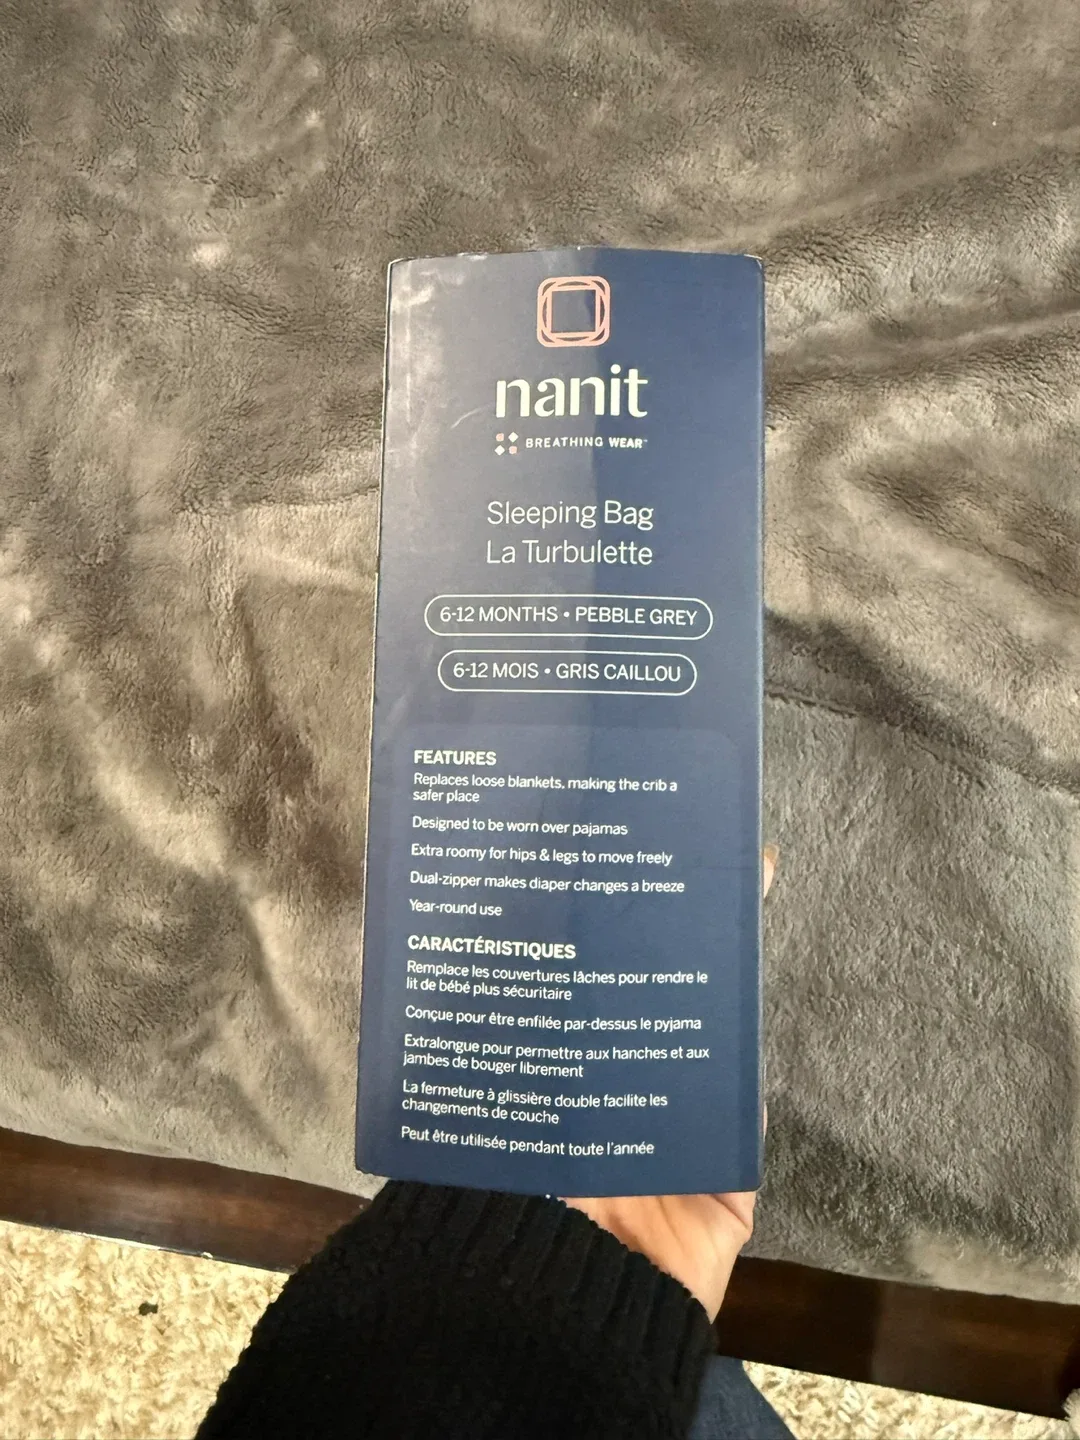 nanit
BREATHING WEAR™
Sleeping Bag
La Turbulette
6-12 MONTHS • PEBBLE GREY
6-12 MOIS • GRIS CAILLOU
FEATURES
Replaces loose blankets, making the crib a
safer place
Designed to be worn over pajamas
Extra roomy for hips & legs to move freely
Dual-zipper makes diaper changes a breeze
Year-round use
CARACTÉRISTIQUES
Remplace les couvertures lâches pour rendre le
lit de bébé plus sécuritaire
Conçue pour être enfilée par-dessus le pyjama
Extralongue pour permettre aux hanches et aux
jambes de bouger librement
La fermeture à glissière double facilite les
changements de couche
Peut être utilisée pendant toute l'année